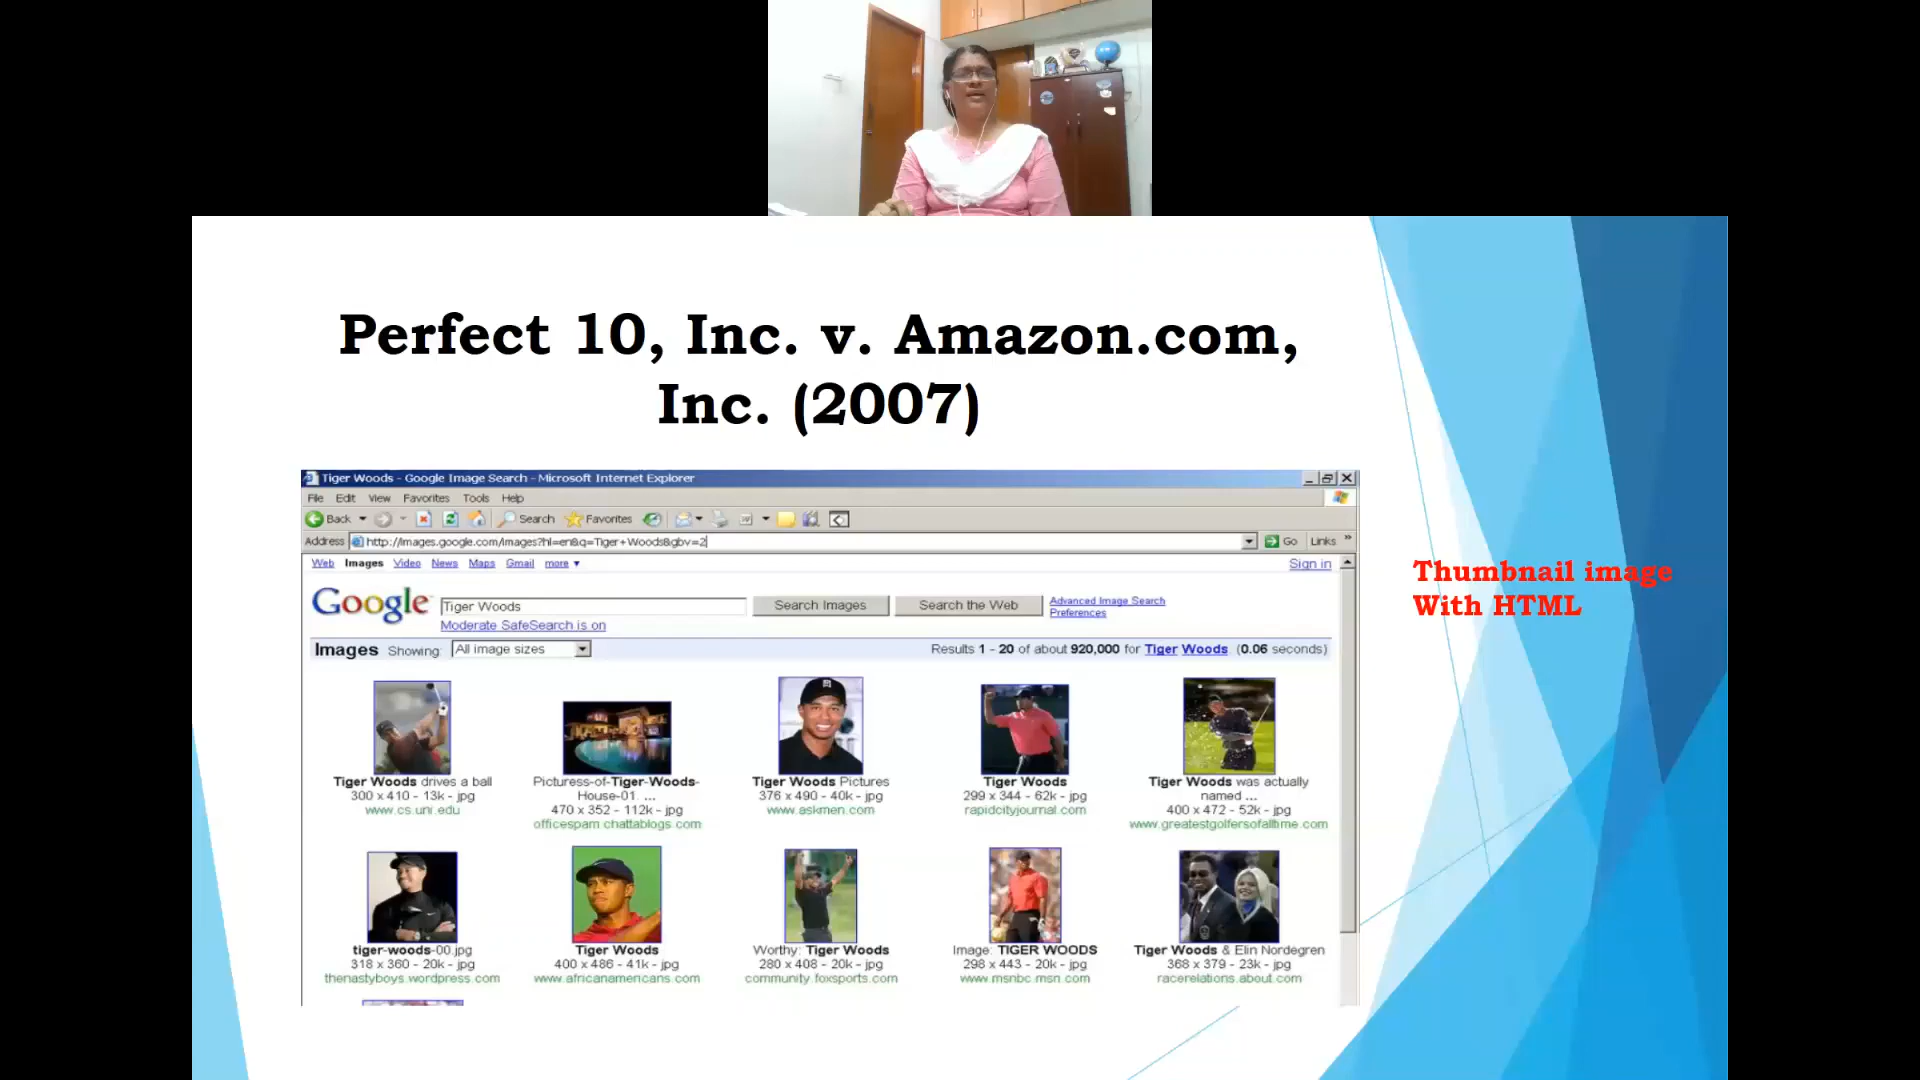 Perfect 10, Inc. v. Amazon.com,
Inc. (2007)
Tiger Woods - Google Image Search - Microsoft Internet Explorer
File Edit View Favorites Tools Help
Back Search Favorites
Address http://images.google.com/images?hl=en&q=Tiger+Woods&gbv=2 Go Links »
Web Images Video News Maps Gmail more ▼ Sign in
Google Tiger Woods Search Images Search the Web Advanced Image Search
Preferences
Moderate SafeSearch is on
Images Showing: All image sizes Results 1 - 20 of about 920,000 for Tiger Woods (0.06 seconds)
Thumbnail image
With HTML
Tiger Woods drives a ball
300 x 410 - 13k - jpg
www.cs.uni.edu
Picturess-of-Tiger-Woods-
House-01. ...
470 x 352 - 112k - jpg
officespam.chattablogs.com
Tiger Woods Pictures
376 x 490 - 40k - jpg
www.askmen.com
Tiger Woods
299 x 344 - 62k - jpg
rapidcityjournal.com
Tiger Woods was actually
named ...
400 x 472 - 52k - jpg
www.greatestgolfersofalltime.com
tiger-woods-00.jpg
318 x 360 - 20k - jpg
thenastyboys.wordpress.com
Tiger Woods
400 x 486 - 41k - jpg
www.africanamericans.com
Worthy: Tiger Woods
280 x 408 - 20k - jpg
community.foxsports.com
Image: TIGER WOODS
298 x 443 - 20k - jpg
www.msnbc.msn.com
Tiger Woods & Elin Nordegren
368 x 379 - 23k - jpg
racerelations.about.com